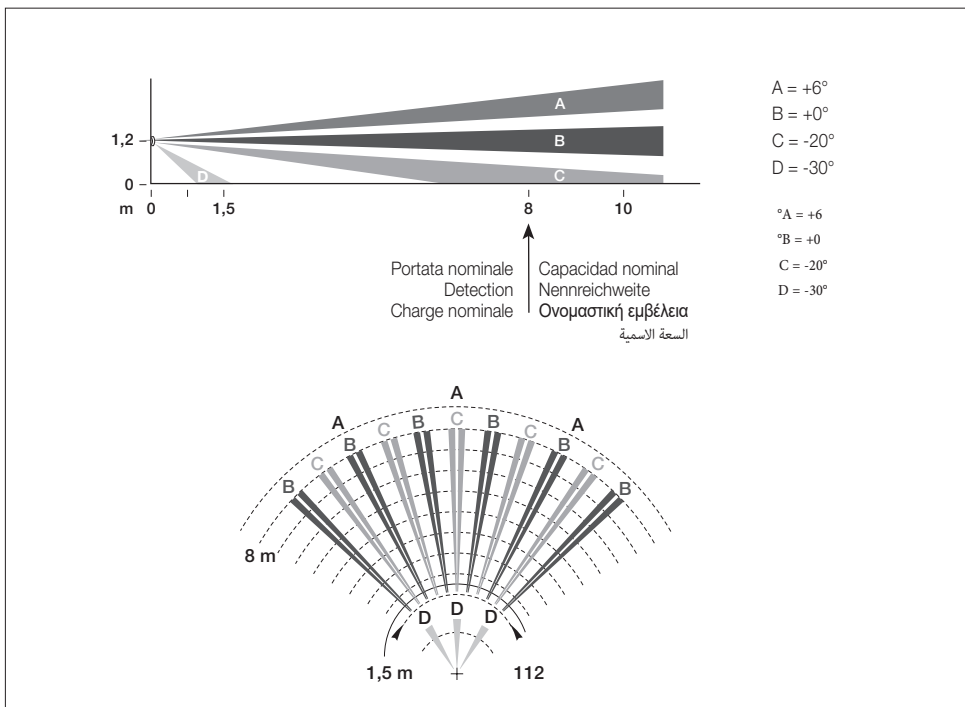 A
B
C
D
1,2
0
m 0 1,5 8 10
A = +6°
B = +0°
C = -20°
D = -30°
°A = +6
°B = +0
C = -20°
D = -30°
Portata nominale
Detection
Charge nominale
Capacidad nominal
Nennreichweite
Ονομαστική εμβέλεια
السعة الاسمية
A A A
B C B C B C B C B C B
8 m
D D D
1,5 m 112